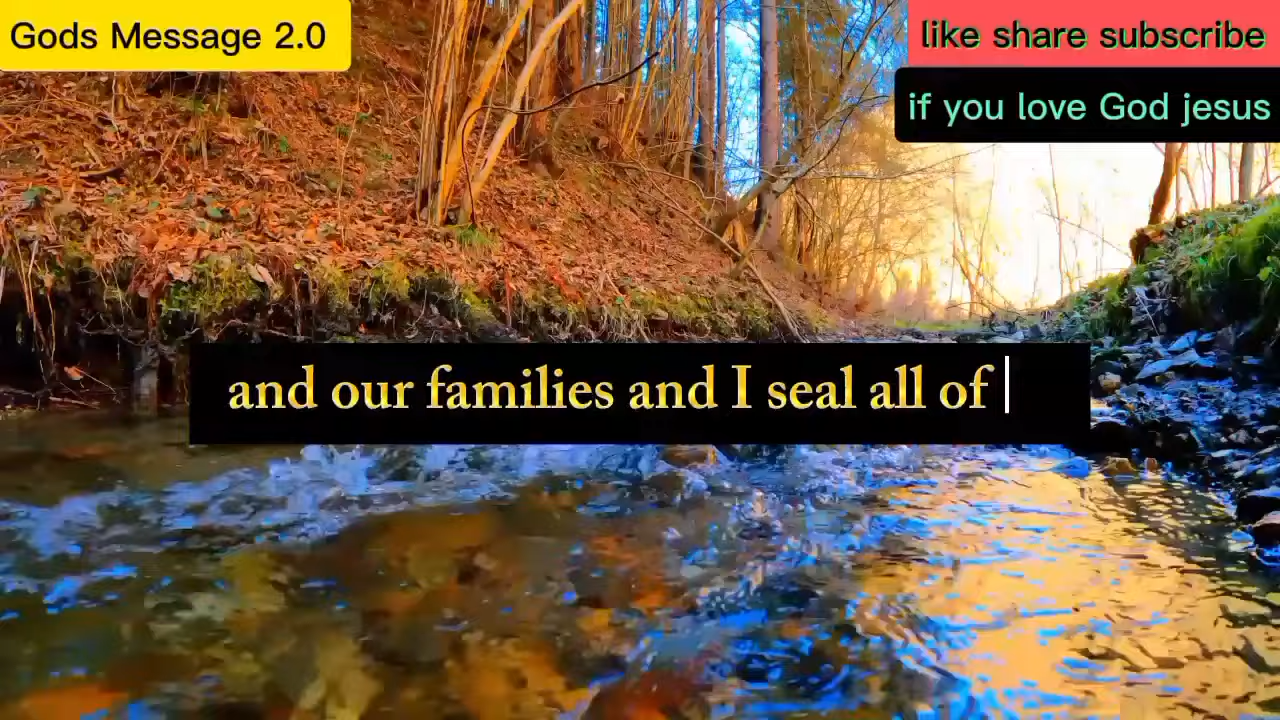 Gods Message 2.0
like share subscribe
if you love God jesus
and our families and I seal all of